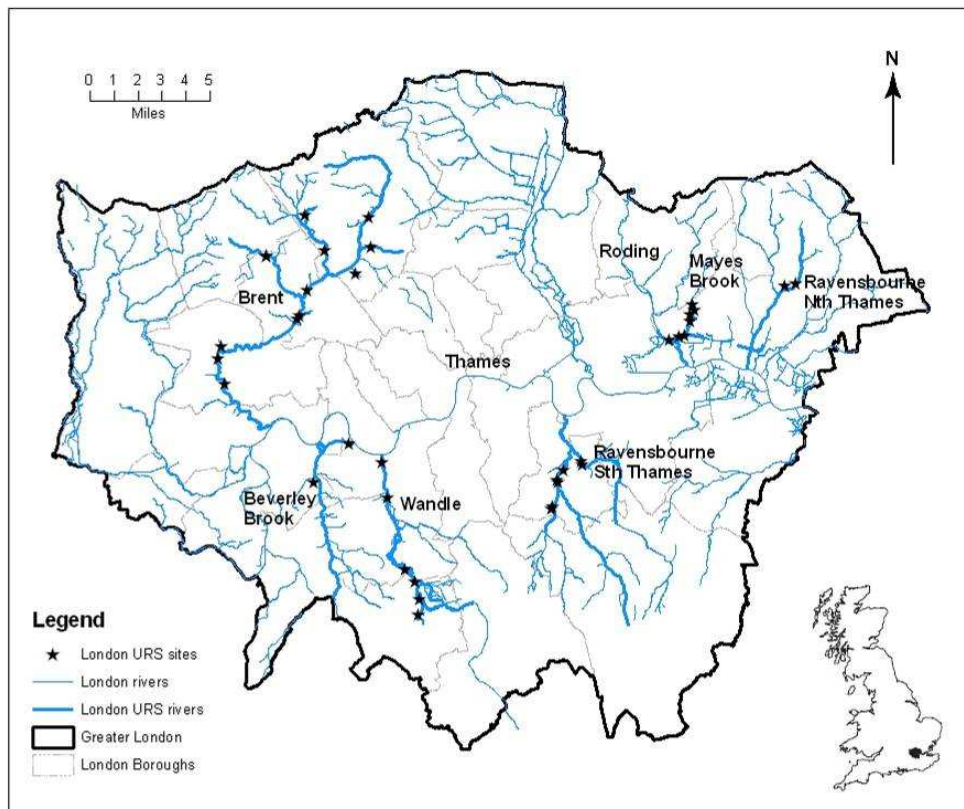 0 1 2 3 4 5
Miles
N
Roding
Mayes
Brook
Ravensbourne
Nth Thames
Brent
Thames
Ravensbourne
Sth Thames
Beverley
Brook
Wandle
Legend
London URS sites
London rivers
London URS rivers
Greater London
London Boroughs